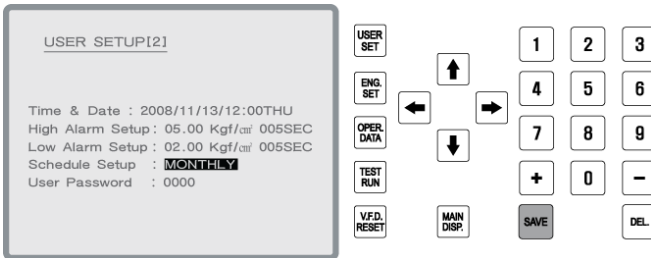 USER SETUP[2]
Time & Date : 2008/11/13/12:00THU
High Alarm Setup : 05.00 Kgf/㎠ 005SEC
Low Alarm Setup : 02.00 Kgf/㎠ 005SEC
Schedule Setup : MONTHLY
User Password : 0000
USER
SET
ENG.
SET
OPER.
DATA
TEST
RUN
V.F.D.
RESET
MAIN
DISP.
1 2 3
4 5 6
7 8 9
+ 0 −
SAVE DEL.